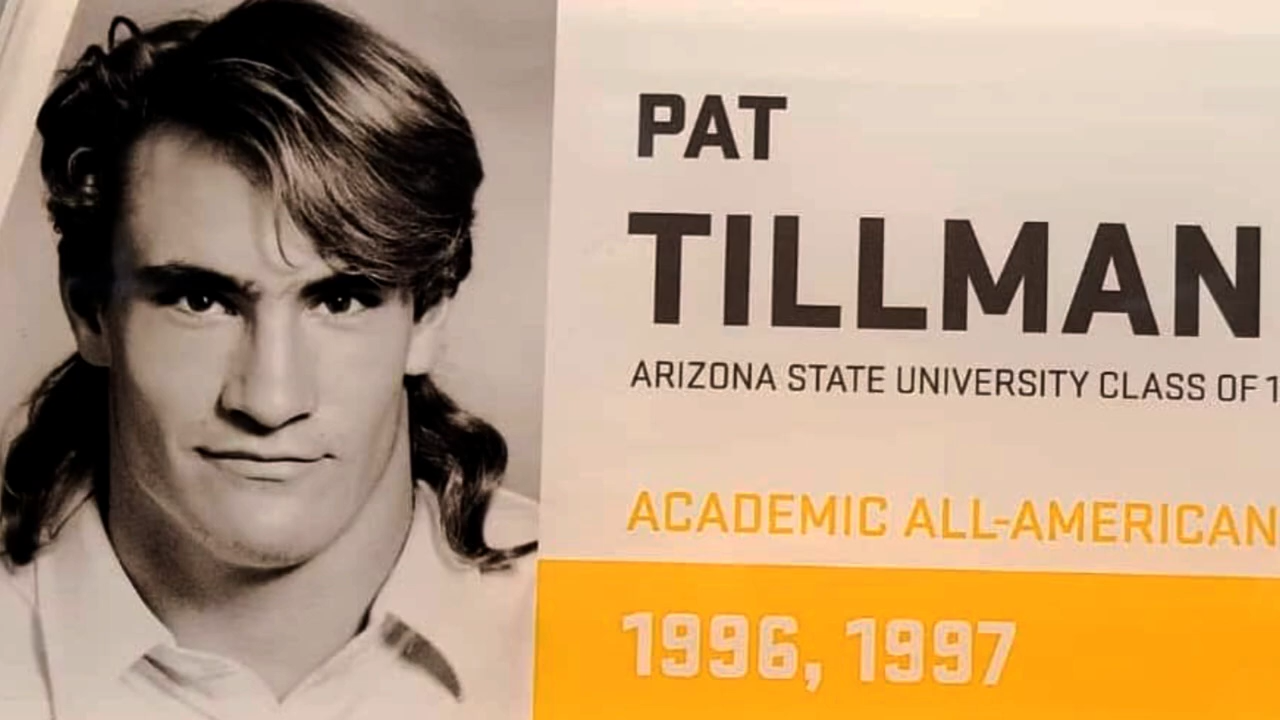 PAT
TILLMAN
ARIZONA STATE UNIVERSITY CLASS OF 1
ACADEMIC ALL-AMERICAN
1996, 1997